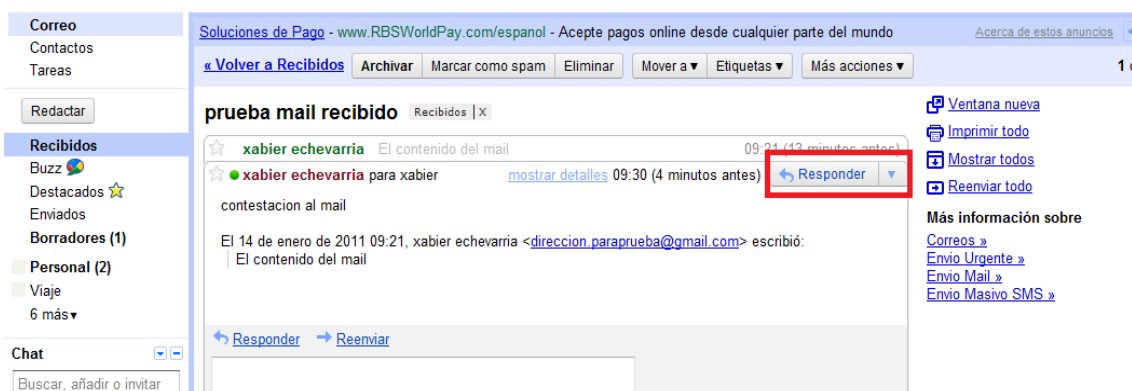 Correo
Contactos
Tareas
Redactar
Recibidos
Buzz
Destacados
Enviados
Borradores (1)
Personal (2)
Viaje
6 más▾
Chat
Buscar, añadir o invitar
Soluciones de Pago - www.RBSWorldPay.com/espanol - Acepte pagos online desde cualquier parte del mundo
Acerca de estos anuncios
« Volver a Recibidos Archivar Marcar como spam Eliminar Mover a ▾ Etiquetas ▾ Más acciones ▾ 1
prueba mail recibido Recibidos | X
xabier echevarria El contenido del mail 09:21 (13 minutos antes)
xabier echevarria para xabier mostrar detalles 09:30 (4 minutos antes) Responder ▾
contestacion al mail
El 14 de enero de 2011 09:21, xabier echevarria <direccion.paraprueba@gmail.com> escribió:
El contenido del mail
Responder Reenviar
Ventana nueva
Imprimir todo
Mostrar todos
Reenviar todo
Más información sobre
Correos »
Envio Urgente »
Envio Mail »
Envio Masivo SMS »